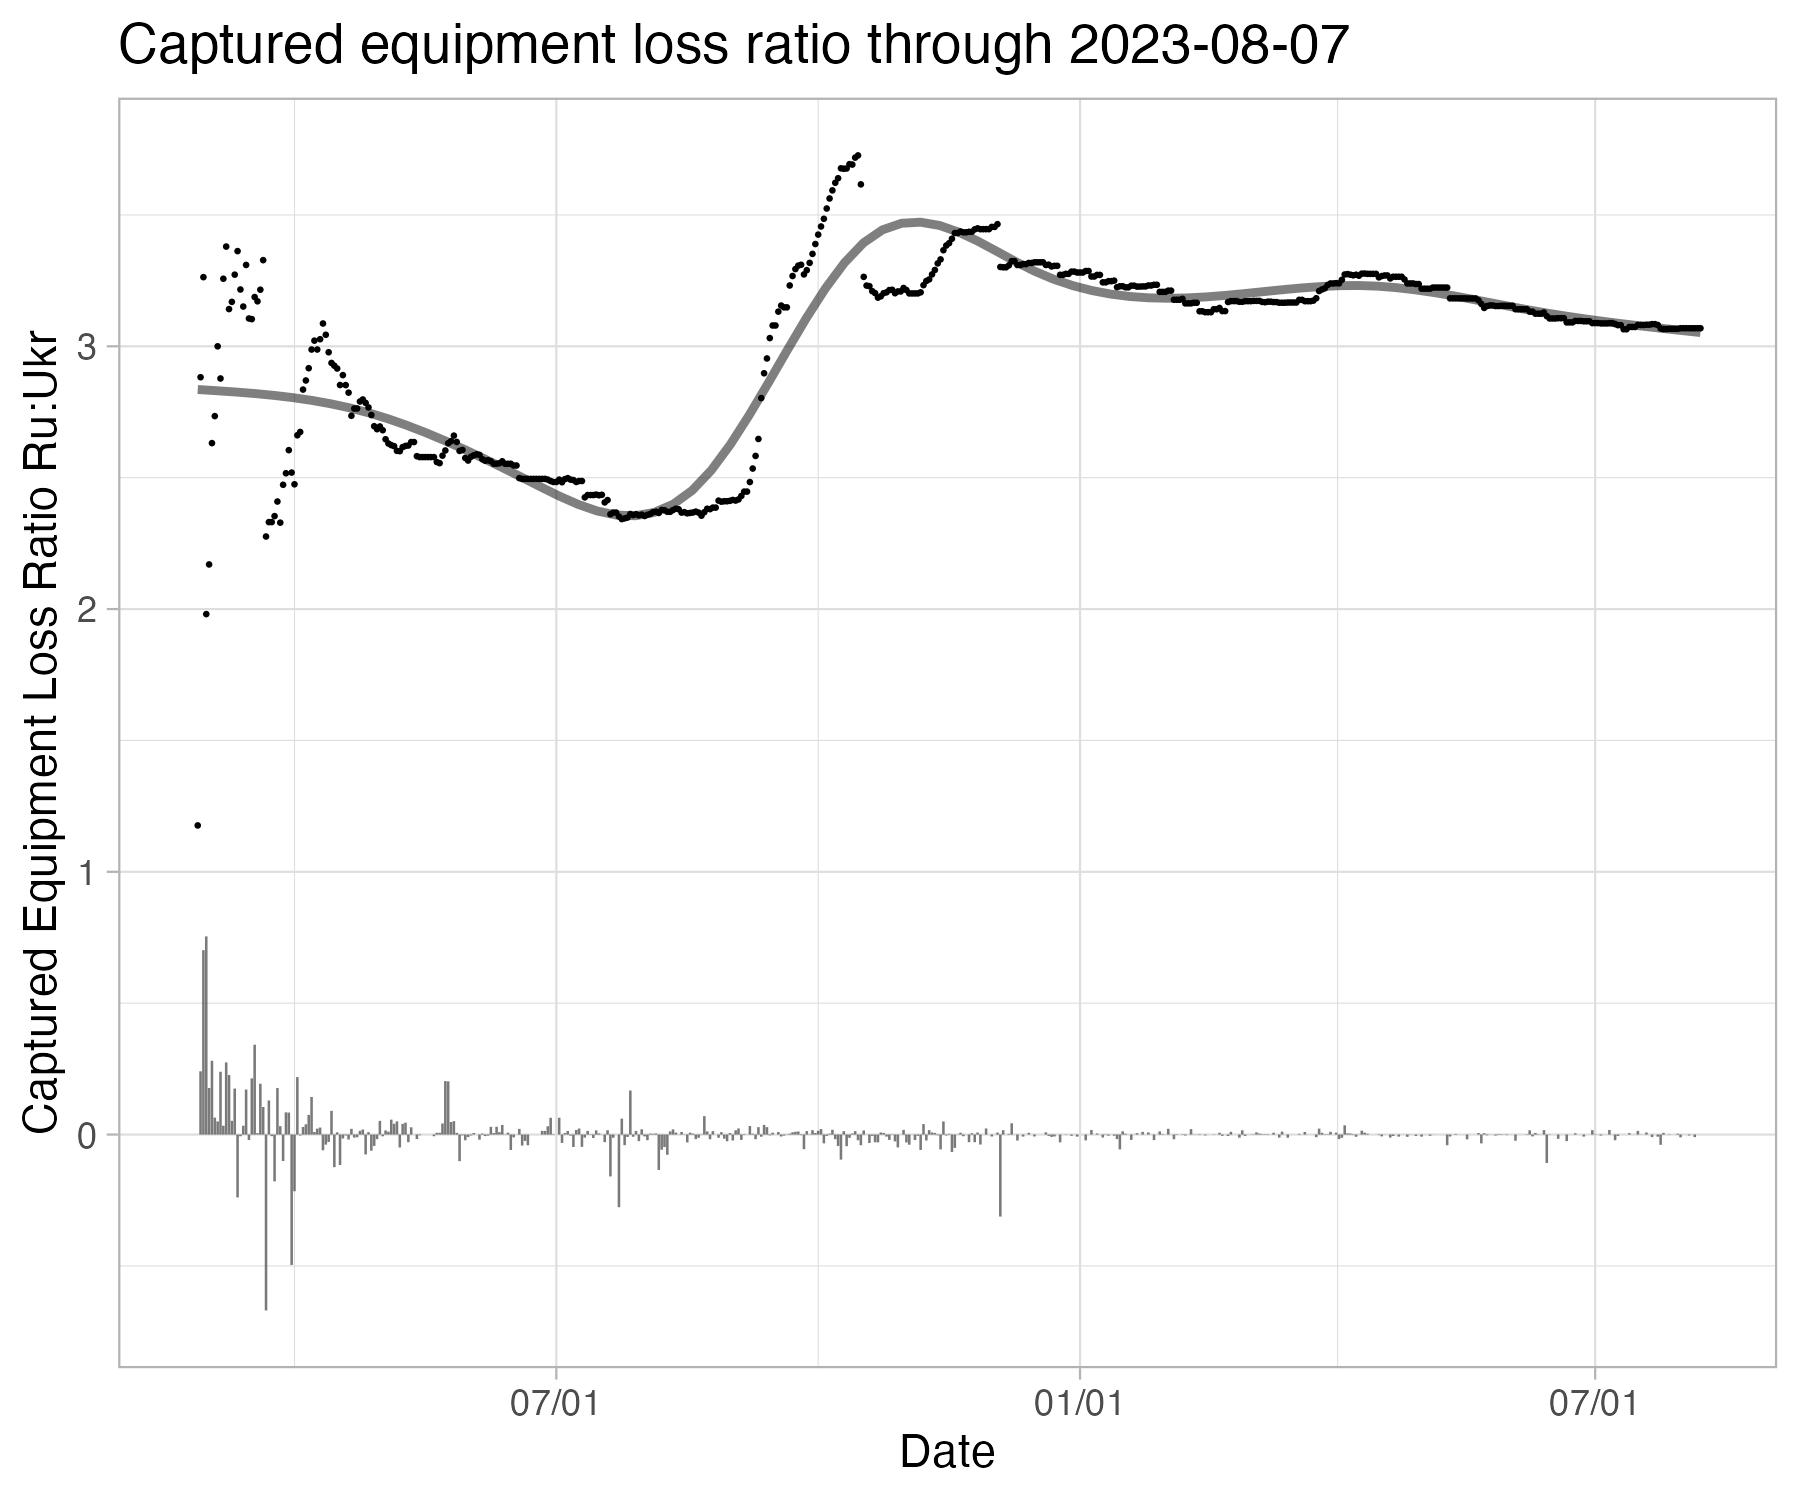 Captured equipment loss ratio through 2023-08-07
Captured Equipment Loss Ratio Ru:Ukr
3
2
1
0
07/01
01/01
07/01
Date